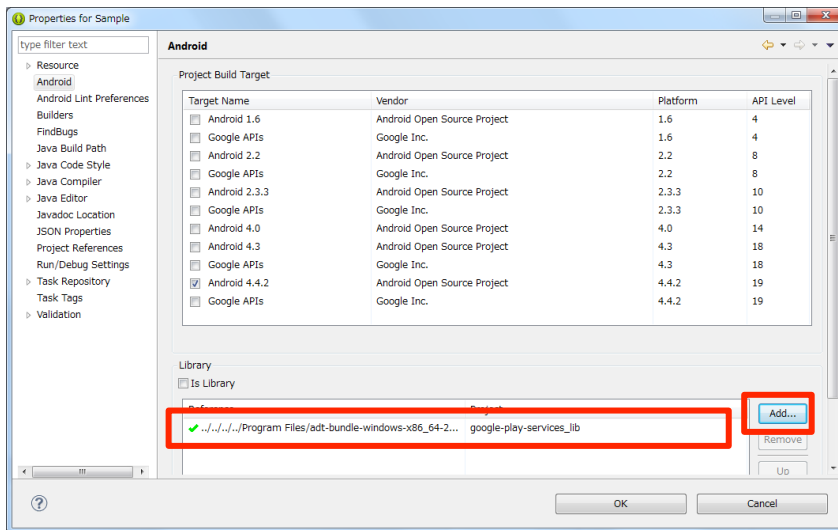 Properties for Sample
type filter text
Android
Resource
Android
Android Lint Preferences
Builders
FindBugs
Java Build Path
Java Code Style
Java Compiler
Java Editor
Javadoc Location
JSON Properties
Project References
Run/Debug Settings
Task Repository
Task Tags
Validation
Project Build Target
Target Name Vendor Platform API Level
Android 1.6 Android Open Source Project 1.6 4
Google APIs Google Inc. 1.6 4
Android 2.2 Android Open Source Project 2.2 8
Google APIs Google Inc. 2.2 8
Android 2.3.3 Android Open Source Project 2.3.3 10
Google APIs Google Inc. 2.3.3 10
Android 4.0 Android Open Source Project 4.0 14
Android 4.3 Android Open Source Project 4.3 18
Google APIs Google Inc. 4.3 18
Android 4.4.2 Android Open Source Project 4.4.2 19
Google APIs Google Inc. 4.4.2 19
Library
Is Library
Reference Project
../../../../Program Files/adt-bundle-windows-x86_64-2... google-play-services_lib
Add...
Remove
Up
OK Cancel